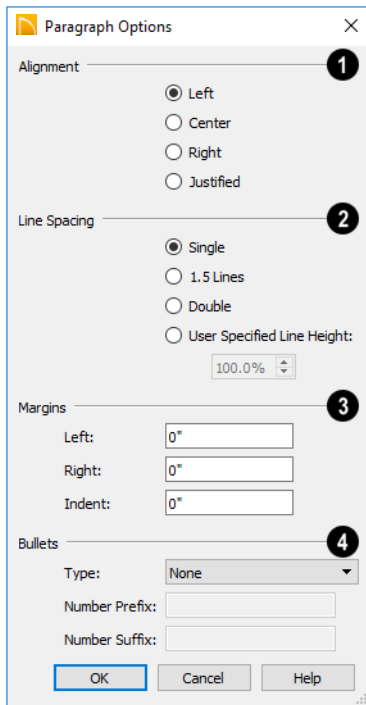 Paragraph Options
Alignment 1
Left
Center
Right
Justified
Line Spacing 2
Single
1.5 Lines
Double
User Specified Line Height:
100.0%
Margins 3
Left: 0"
Right: 0"
Indent: 0"
Bullets 4
Type: None
Number Prefix:
Number Suffix:
OK Cancel Help